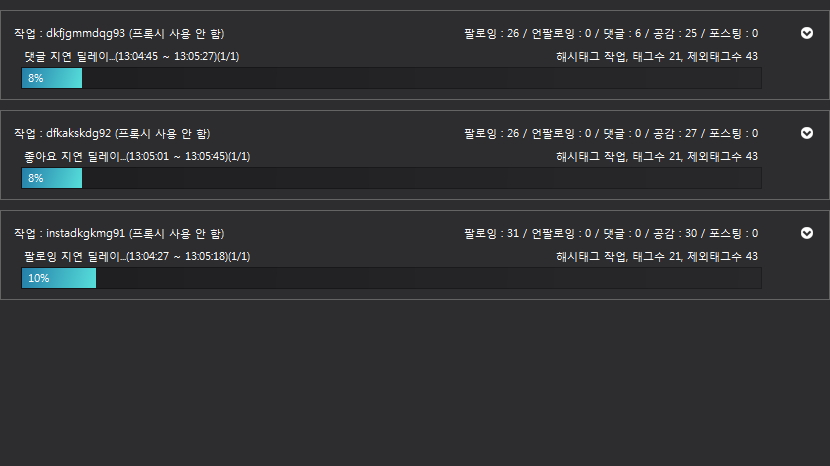 작업 : dkfjgmmdqg93 (프록시 사용 안 함) 팔로잉 : 26 / 언팔로잉 : 0 / 댓글 : 6 / 공감 : 25 / 포스팅 : 0
댓글 지연 딜레이...(13:04:45 ~ 13:05:27)(1/1) 해시태그 작업, 태그수 21, 제외태그수 43
8%
작업 : dfkakskdg92 (프록시 사용 안 함) 팔로잉 : 26 / 언팔로잉 : 0 / 댓글 : 0 / 공감 : 27 / 포스팅 : 0
좋아요 지연 딜레이...(13:05:01 ~ 13:05:45)(1/1) 해시태그 작업, 태그수 21, 제외태그수 43
8%
작업 : instadkgkmg91 (프록시 사용 안 함) 팔로잉 : 31 / 언팔로잉 : 0 / 댓글 : 0 / 공감 : 30 / 포스팅 : 0
팔로잉 지연 딜레이...(13:04:27 ~ 13:05:18)(1/1) 해시태그 작업, 태그수 21, 제외태그수 43
10%